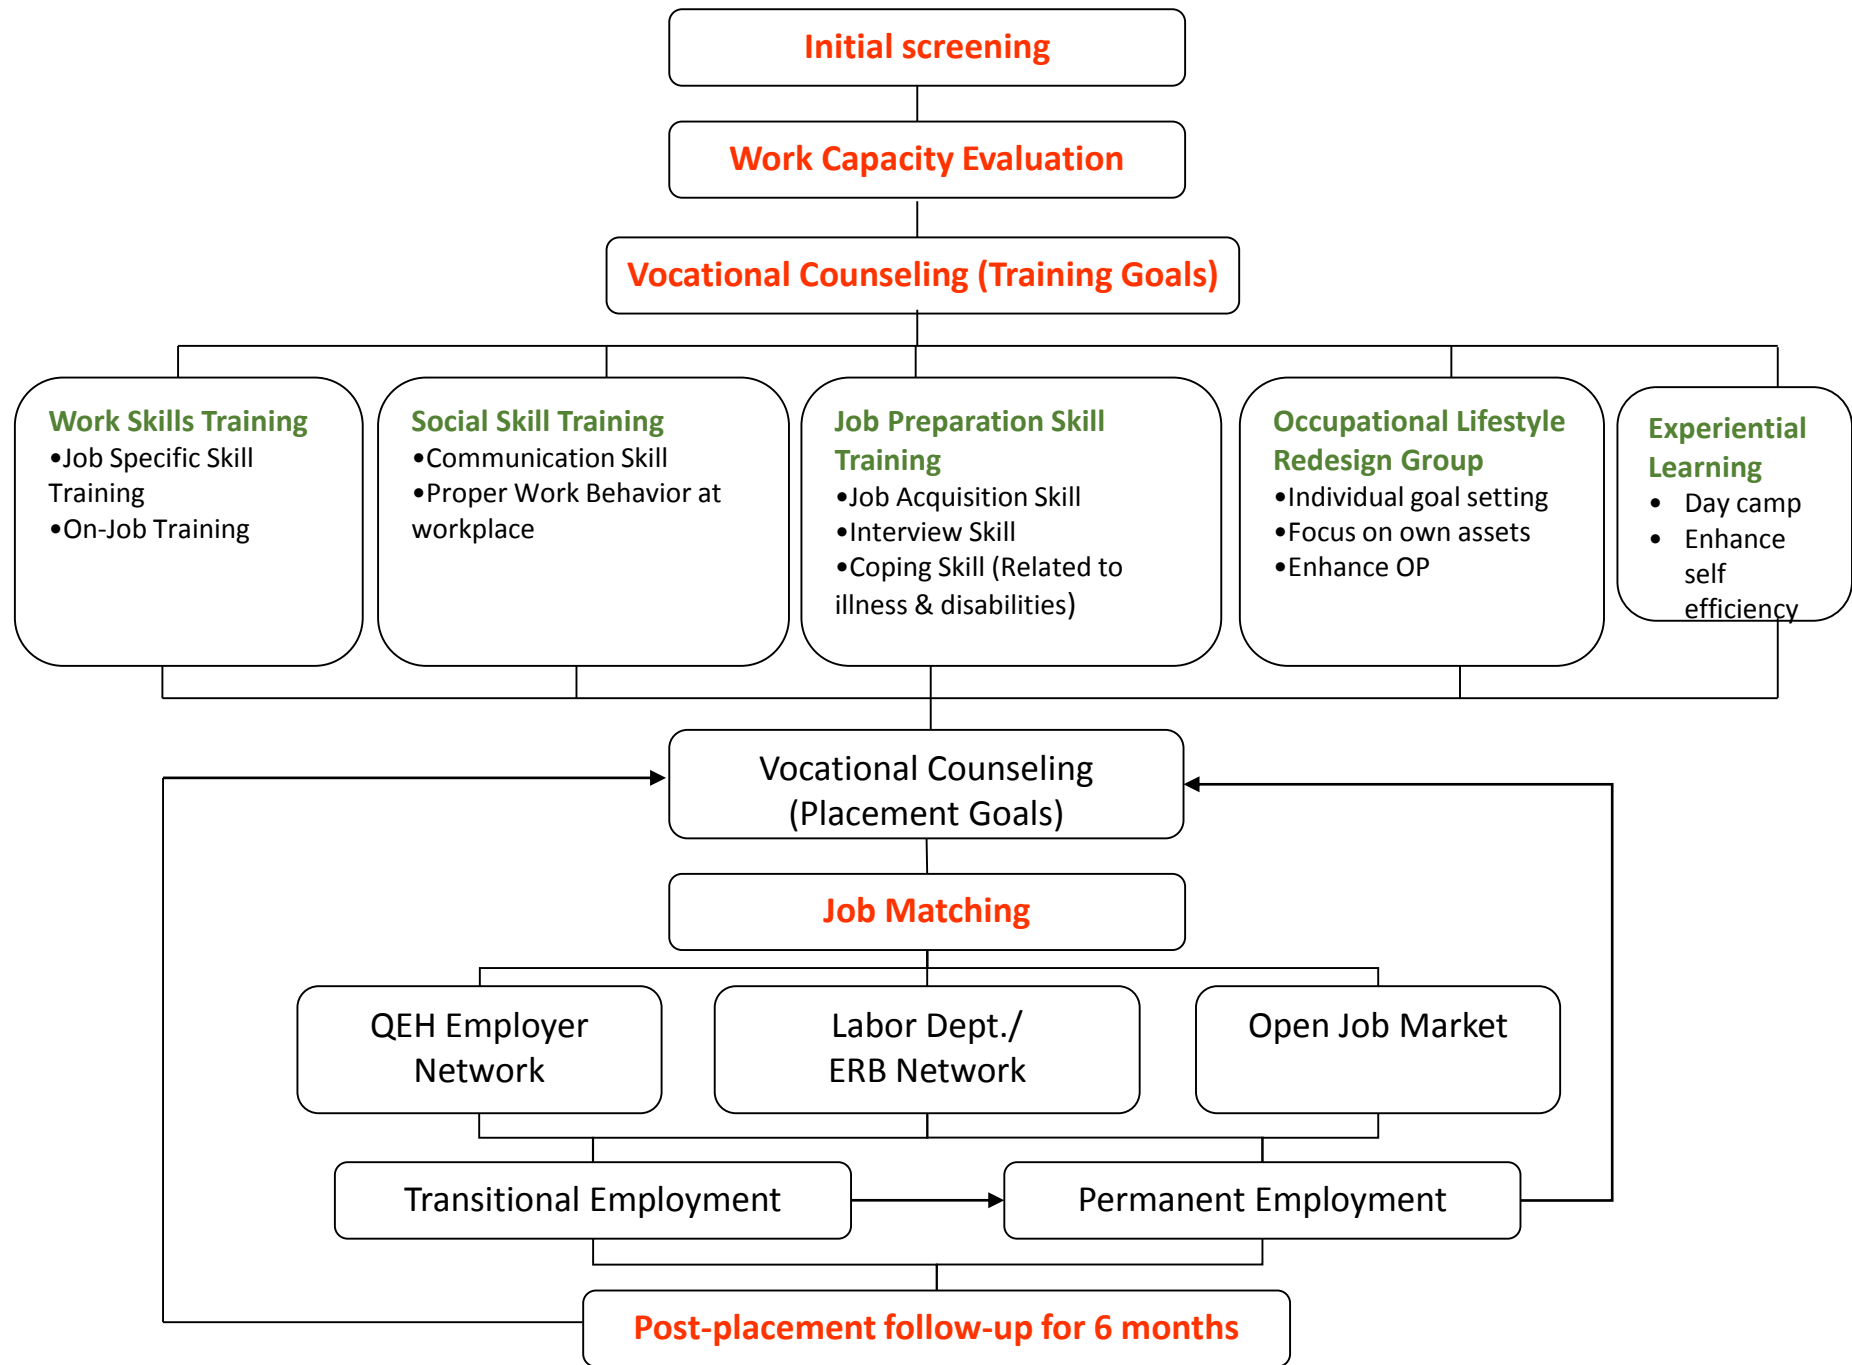 Initial screening
Work Capacity Evaluation
Vocational Counseling (Training Goals)
Work Skills Training
•Job Specific Skill
Training
•On-Job Training
Social Skill Training
•Communication Skill
•Proper Work Behavior at
workplace
Job Preparation Skill
Training
•Job Acquisition Skill
•Interview Skill
•Coping Skill (Related to
illness & disabilities)
Occupational Lifestyle
Redesign Group
•Individual goal setting
•Focus on own assets
•Enhance OP
Experiential
Learning
• Day camp
• Enhance
self
efficiency
Vocational Counseling
(Placement Goals)
Job Matching
QEH Employer
Network
Labor Dept./
ERB Network
Open Job Market
Transitional Employment
Permanent Employment
Post-placement follow-up for 6 months